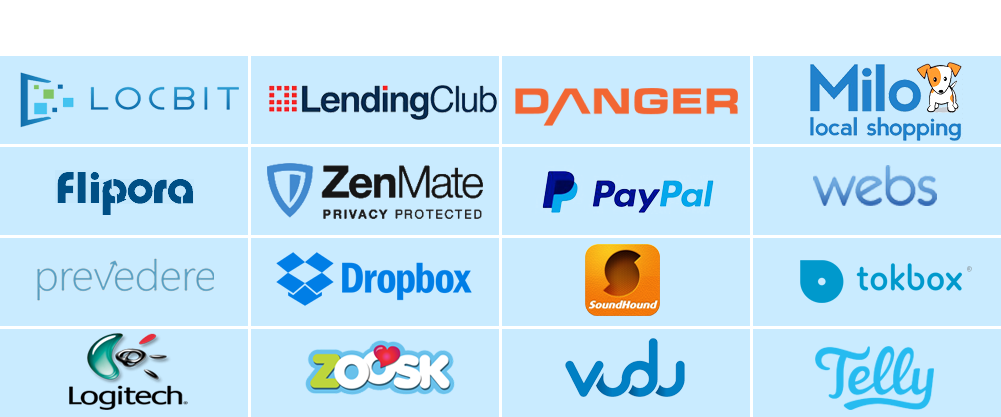 LOCBIT
LendingClub
DANGER
Milo
local shopping
Flipora
ZenMate
PRIVACY PROTECTED
PayPal
webs
prevedere
Dropbox
SoundHound
tokbox®
Logitech®
ZOOSK
vudu
Telly